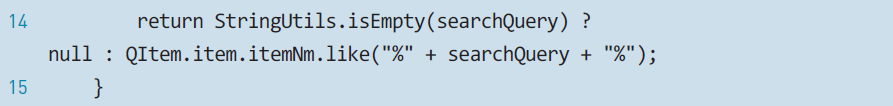 14 return StringUtils.isEmpty(searchQuery) ?
null : QItem.item.itemNm.like("%" + searchQuery + "%");
15 }